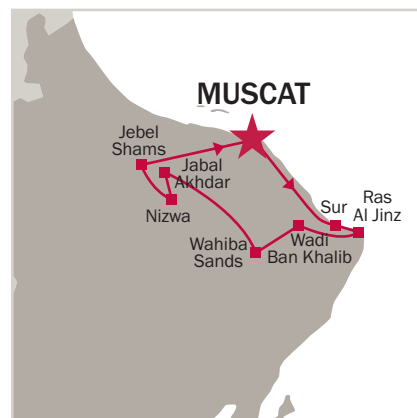 MUSCAT
Jebel
Shams
Jabal
Akhdar
Nizwa
Sur
Ras
Al Jinz
Wahiba
Sands
Wadi
Ban Khalib